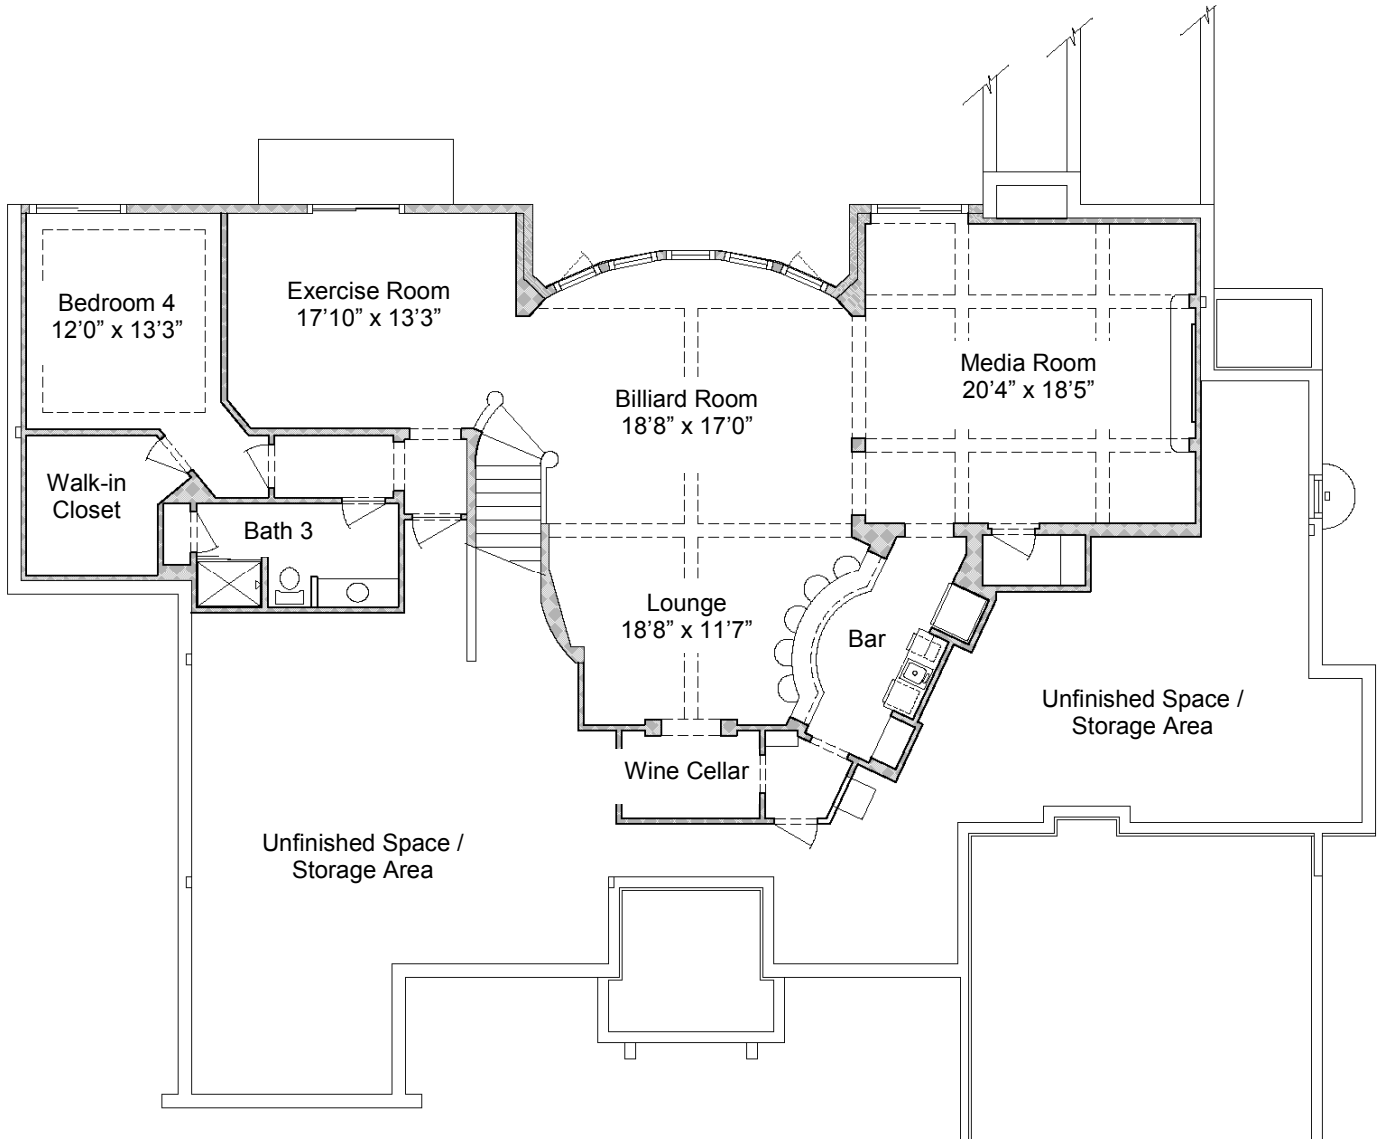 Bedroom 4
12’0” x 13’3”
Exercise Room
17’10” x 13’3”
Billiard Room
18’8” x 17’0”
Media Room
20’4” x 18’5”
Walk-in
Closet
Bath 3
Lounge
18’8” x 11’7”
Bar
Wine Cellar
Unfinished Space /
Storage Area
Unfinished Space /
Storage Area